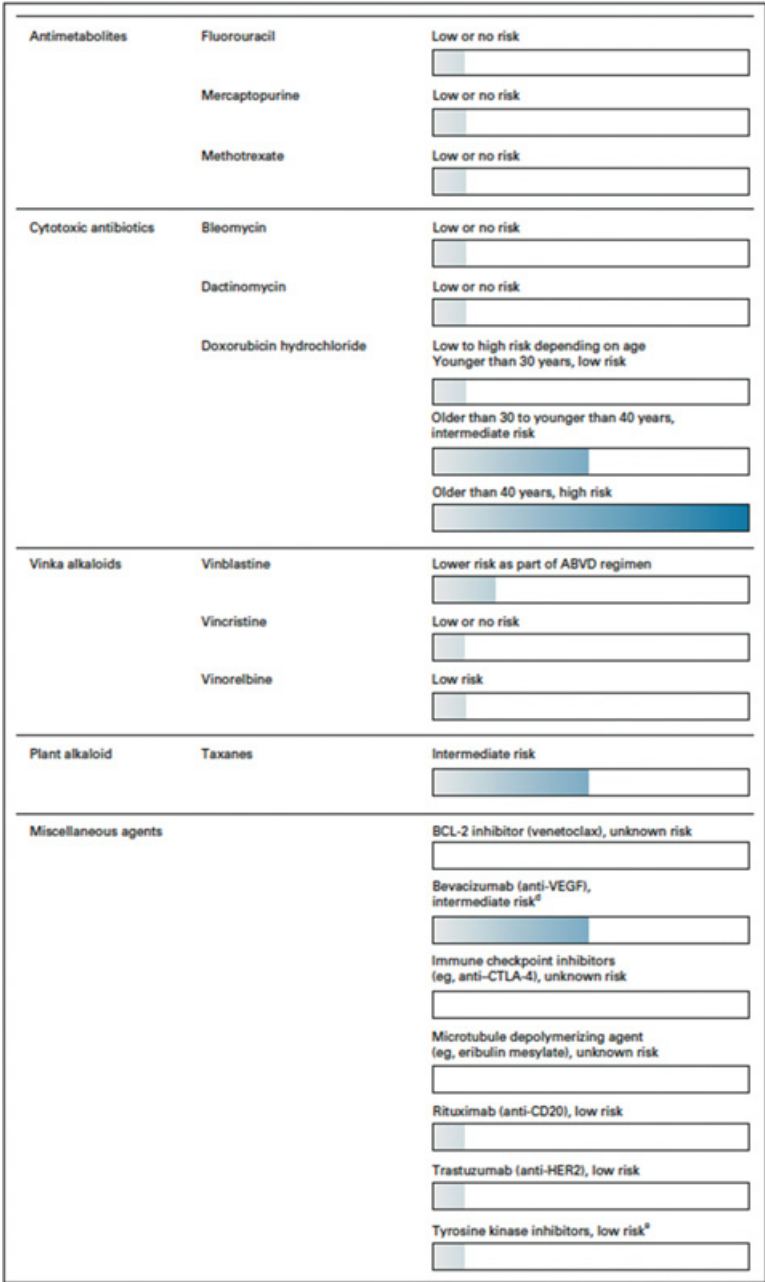 Antimetabolites Fluorouracil Low or no risk
Mercaptopurine Low or no risk
Methotrexate Low or no risk
Cytotoxic antibiotics Bleomycin Low or no risk
Dactinomycin Low or no risk
Doxorubicin hydrochloride Low to high risk depending on age
Younger than 30 years, low risk
Older than 30 to younger than 40 years,
intermediate risk
Older than 40 years, high risk
Vinka alkaloids Vinblastine Lower risk as part of ABVD regimen
Vincristine Low or no risk
Vinorelbine Low risk
Plant alkaloid Taxanes Intermediate risk
Miscellaneous agents BCL-2 inhibitor (venetoclax), unknown risk
Bevacizumab (anti-VEGF),
intermediate risk^d
Immune checkpoint inhibitors
(eg, anti–CTLA-4), unknown risk
Microtubule depolymerizing agent
(eg, eribulin mesylate), unknown risk
Rituximab (anti-CD20), low risk
Trastuzumab (anti-HER2), low risk
Tyrosine kinase inhibitors, low risk^e